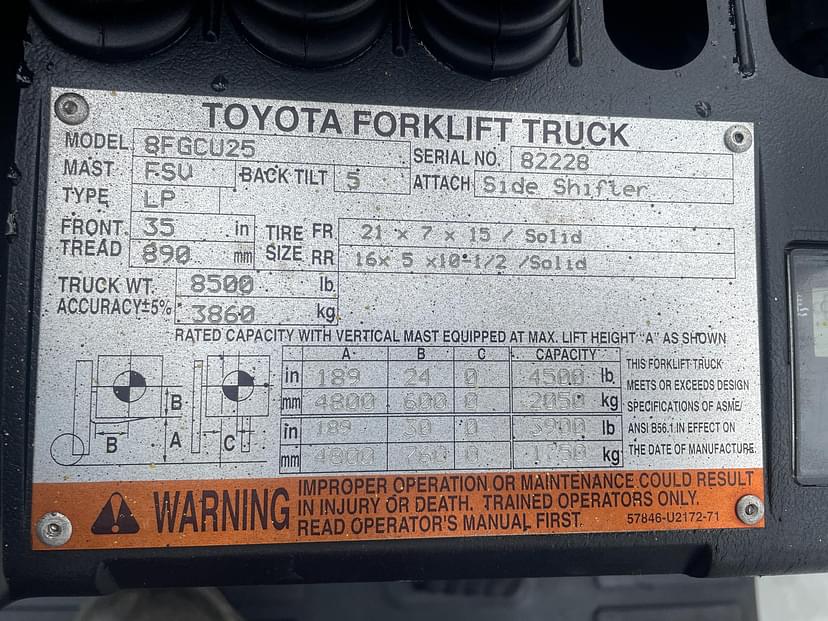 TOYOTA FORKLIFT TRUCK
MODEL 8FGCU25 SERIAL NO. 82228
MAST FSV BACK TILT 5 ATTACH Side Shifter
TYPE LP
FRONT 35 in TIRE FR 21 x 7 x 15 / Solid
TREAD 890 mm SIZE RR 16x 5 x10-1/2 /Solid
TRUCK WT. 8500 lb
ACCURACY±5% 3860 kg
RATED CAPACITY WITH VERTICAL MAST EQUIPPED AT MAX. LIFT HEIGHT "A" AS SHOWN
A B C CAPACITY
in 189 24 0 4500 lb
mm 4800 600 0 2050 kg
in 189 30 0 3900 lb
mm 4800 760 0 1750 kg
B
B A C
THIS FORKLIFT TRUCK
MEETS OR EXCEEDS DESIGN
SPECIFICATIONS OF ASME/
ANSI B56.1 IN EFFECT ON
THE DATE OF MANUFACTURE.
WARNING
IMPROPER OPERATION OR MAINTENANCE COULD RESULT
IN INJURY OR DEATH. TRAINED OPERATORS ONLY.
READ OPERATOR'S MANUAL FIRST.
57846-U2172-71